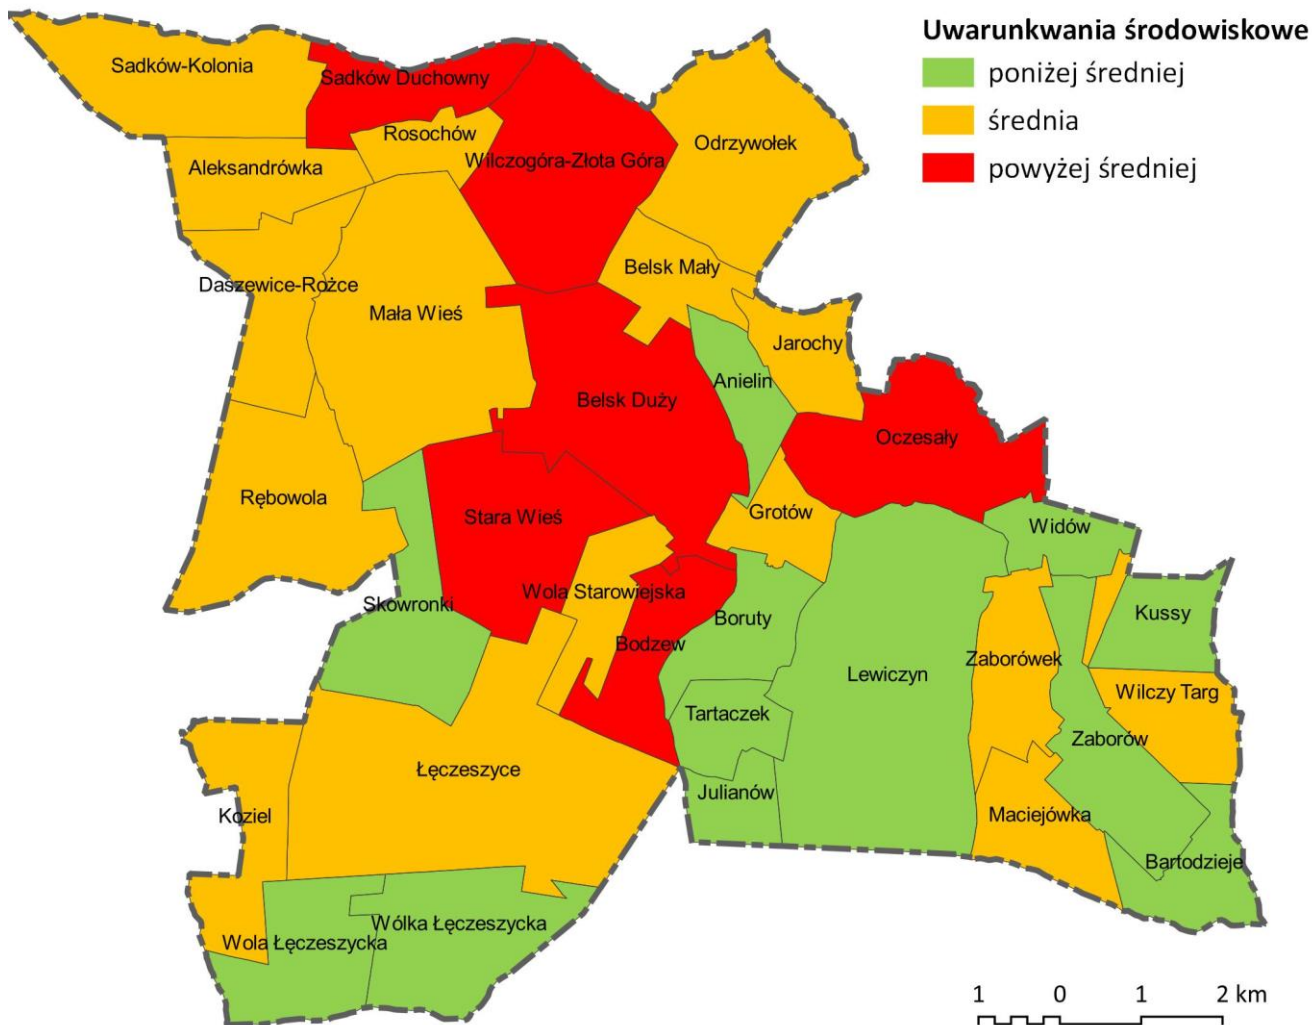 Uwarunkwania środowiskowe
poniżej średniej
średnia
powyżej średniej
Sadków-Kolonia
Sadków Duchowny
Rosochów
Wilczogóra-Złota Góra
Odrzywołek
Aleksandrówka
Belsk Mały
Daszewice-Rożce
Mała Wieś
Jarochy
Anielin
Belsk Duży
Oczesały
Rębowola
Stara Wieś
Grotów
Widów
Wola Starowiejska
Skowronki
Boruty
Kussy
Bodzew
Lewiczyn
Zaborówek
Wilczy Targ
Tartaczek
Zaborów
Łęczeszyce
Julianów
Koziel
Maciejówka
Bartodzieje
Wólka Łęczeszycka
Wola Łęczeszycka
1 0 1 2 km